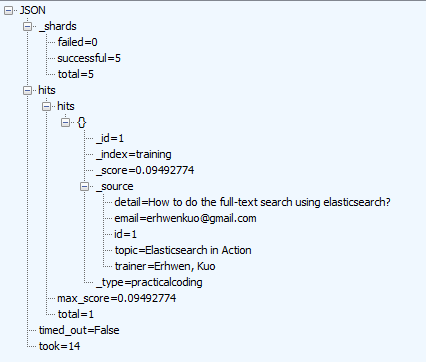 JSON
_shards
failed=0
successful=5
total=5
hits
hits
{}
_id=1
_index=training
_score=0.09492774
_source
detail=How to do the full-text search using elasticsearch?
email=erhwenkuo@gmail.com
id=1
topic=Elasticsearch in Action
trainer=Erhwen, Kuo
_type=practicalcoding
max_score=0.09492774
total=1
timed_out=False
took=14